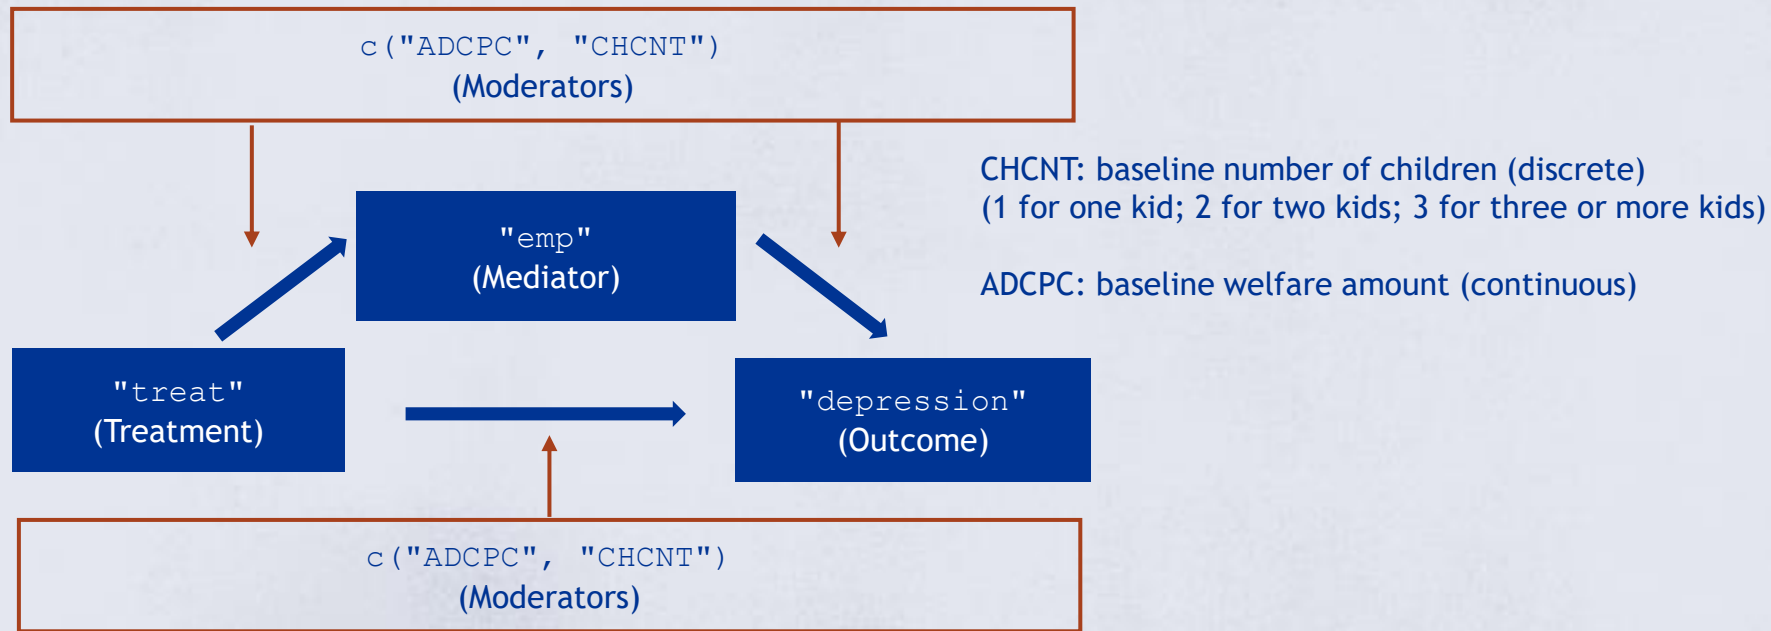 c("ADCPC", "CHCNT")
(Moderators)
CHCNT: baseline number of children (discrete)
(1 for one kid; 2 for two kids; 3 for three or more kids)
"emp"
(Mediator)
ADCPC: baseline welfare amount (continuous)
"treat"
(Treatment)
"depression"
(Outcome)
c("ADCPC", "CHCNT")
(Moderators)